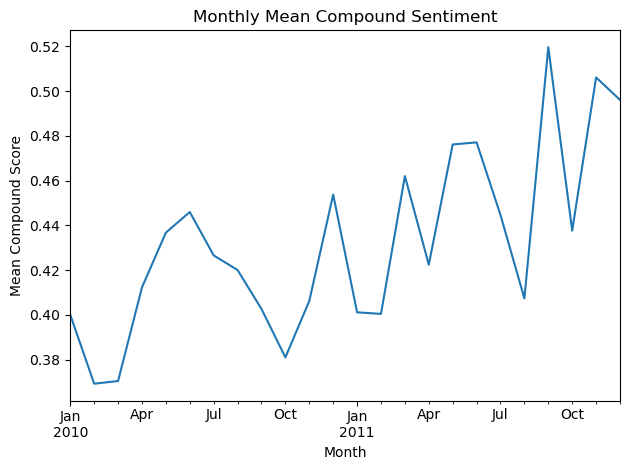 Monthly Mean Compound Sentiment
Mean Compound Score
0.52
0.50
0.48
0.46
0.44
0.42
0.40
0.38
Jan Apr Jul Oct Jan Apr Jul Oct
2010 2011
Month